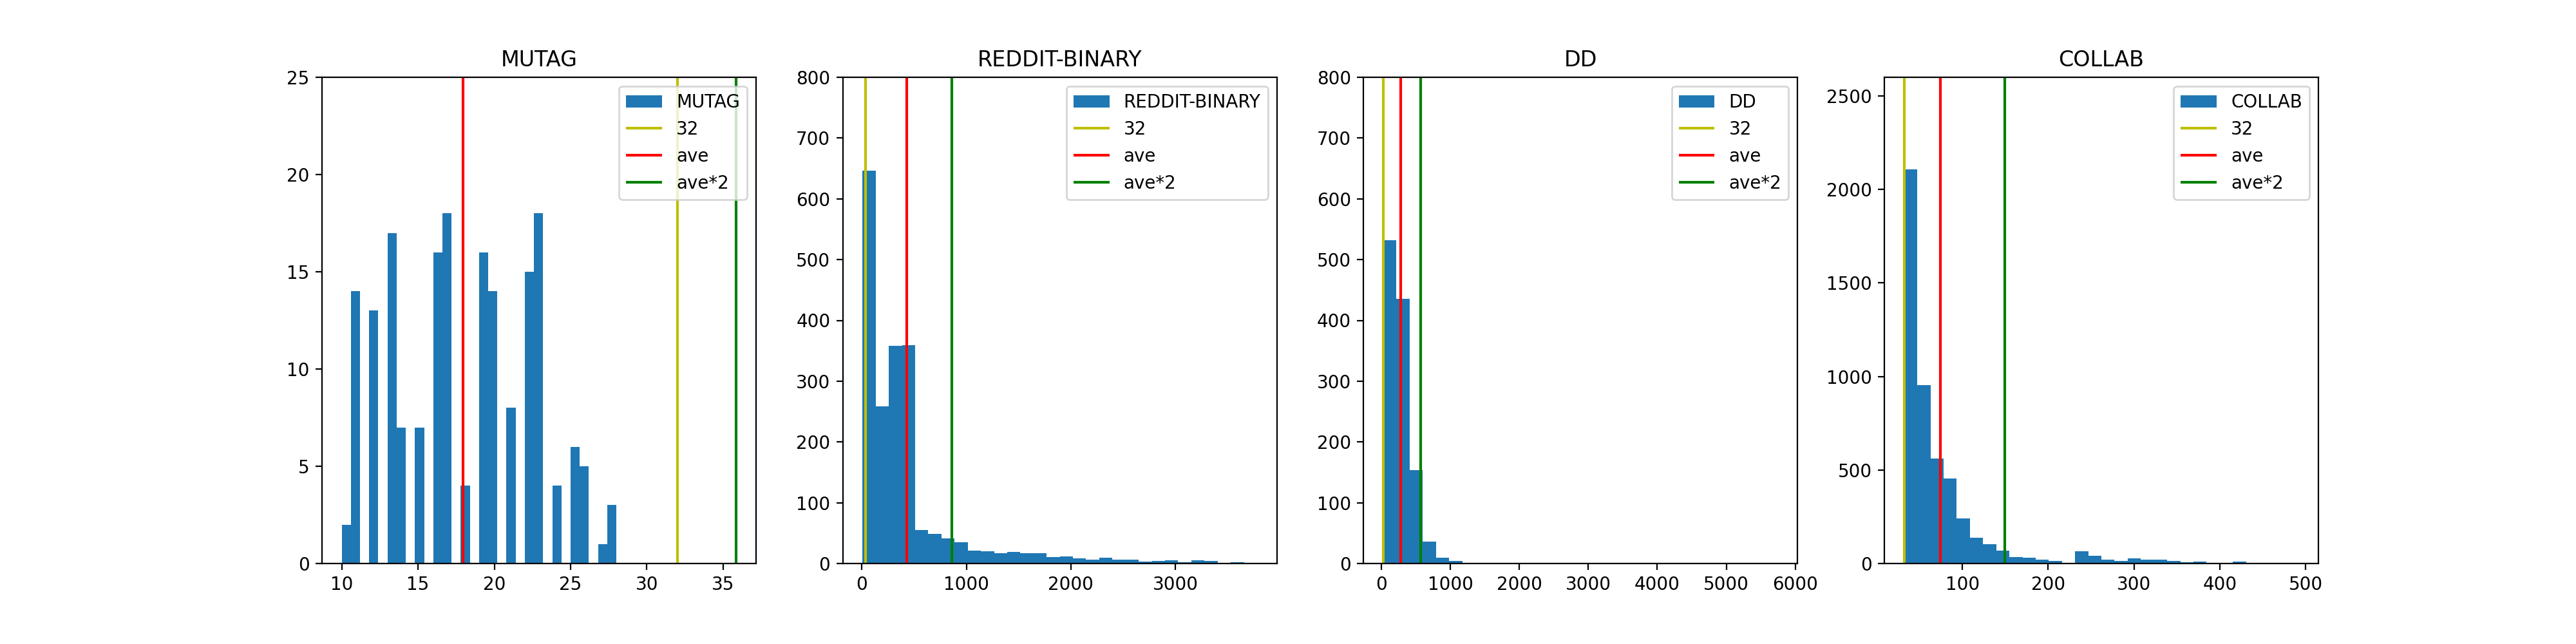 MUTAG
25
20
15
10
5
0
10 15 20 25 30 35
MUTAG
32
ave
ave*2
REDDIT-BINARY
800
700
600
500
400
300
200
100
0
0 1000 2000 3000
REDDIT-BINARY
32
ave
ave*2
DD
800
700
600
500
400
300
200
100
0
0 1000 2000 3000 4000 5000 6000
DD
32
ave
ave*2
COLLAB
2500
2000
1500
1000
500
0
100 200 300 400 500
COLLAB
32
ave
ave*2